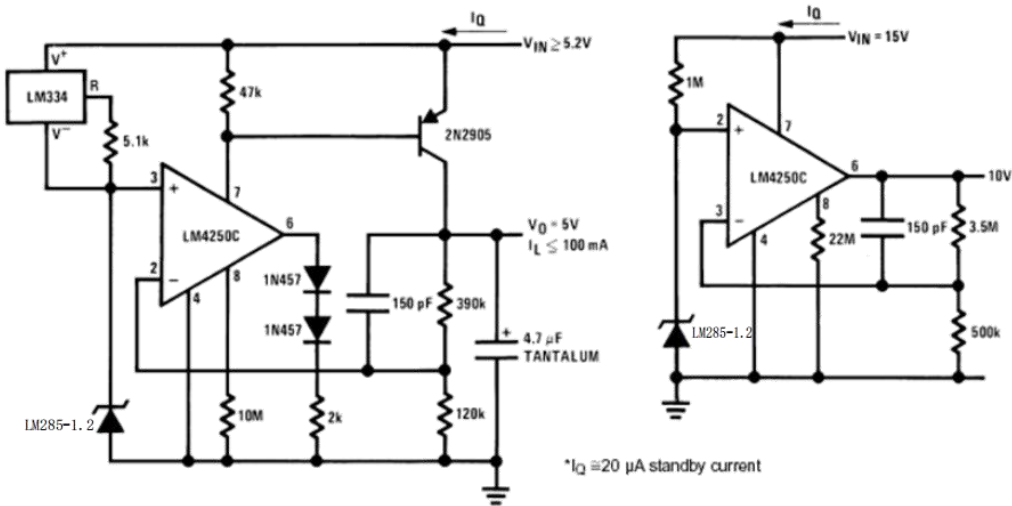 IQ
VIN ≥ 5.2V
V+
LM334
R
V−
5.1k
47k
2N2905
3
+
7
LM4250C
6
2
−
4
8
1N457
1N457
150 pF
390k
VO = 5V
IL ≤ 100 mA
+
4.7 μF
TANTALUM
LM285-1.2
10M
2k
120k
IQ
VIN = 15V
1M
2
+
7
LM4250C
6
10V
3
−
4
8
22M
150 pF
3.5M
LM285-1.2
500k
*IQ ≅20 μA standby current